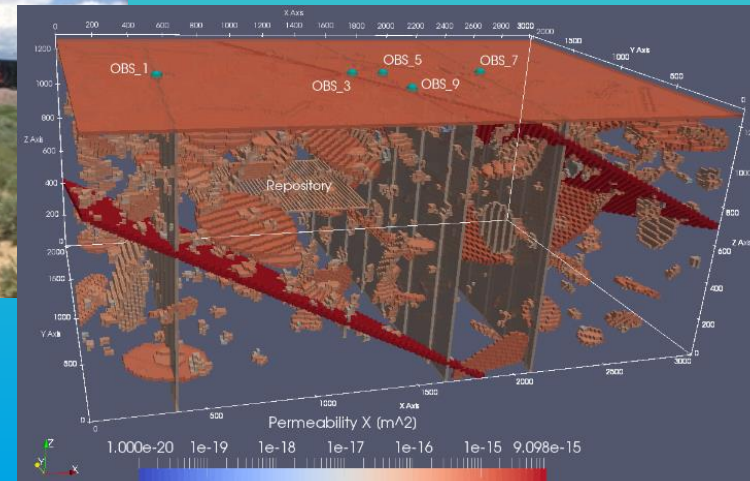 X Axis
0 200 400 600 800 1000 1200 1400 1600 1800 2000 2200 2400 2600 3000
2000
1500
Y Axis
1000
500
0
1200
1000
800
Z Axis
600
400
200
0
OBS_1
OBS_3
OBS_5
OBS_9
OBS_7
Repository
1000
800
Z Axis
600
400
200
0
2000
1500
Y Axis
1000
500
0
0 500 1000 1500 2000 2500 3000
X Axis
Permeability X [m^2]
1.000e-20 1e-19 1e-18 1e-17 1e-16 1e-15 9.098e-15
Z
Y
X